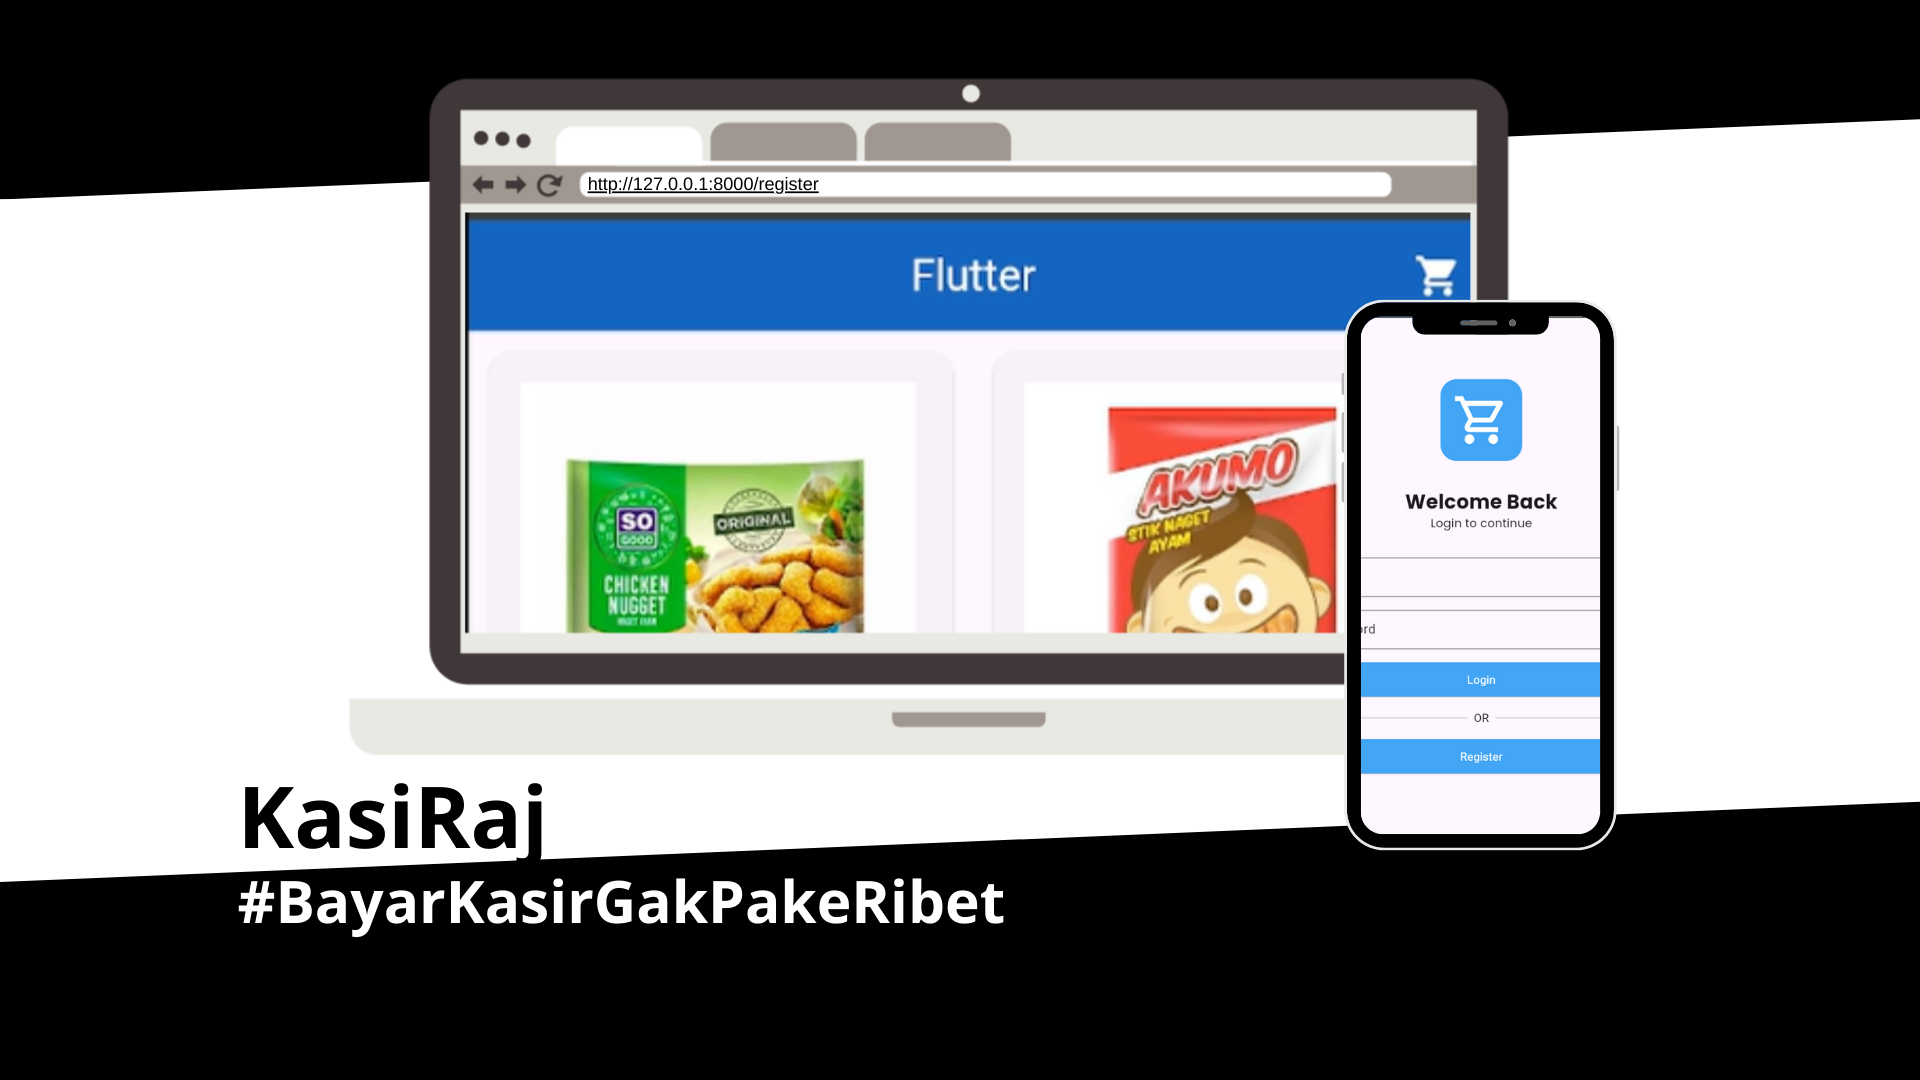 http://127.0.0.1:8000/register
Flutter
SO
GOOD
ORIGINAL
CHICKEN
NUGGET
AKUMO
STIK NAGET
AYAM
Welcome Back
Login to continue
ord
Login
OR
Register
KasiRaj
#BayarKasirGakPakeRibet